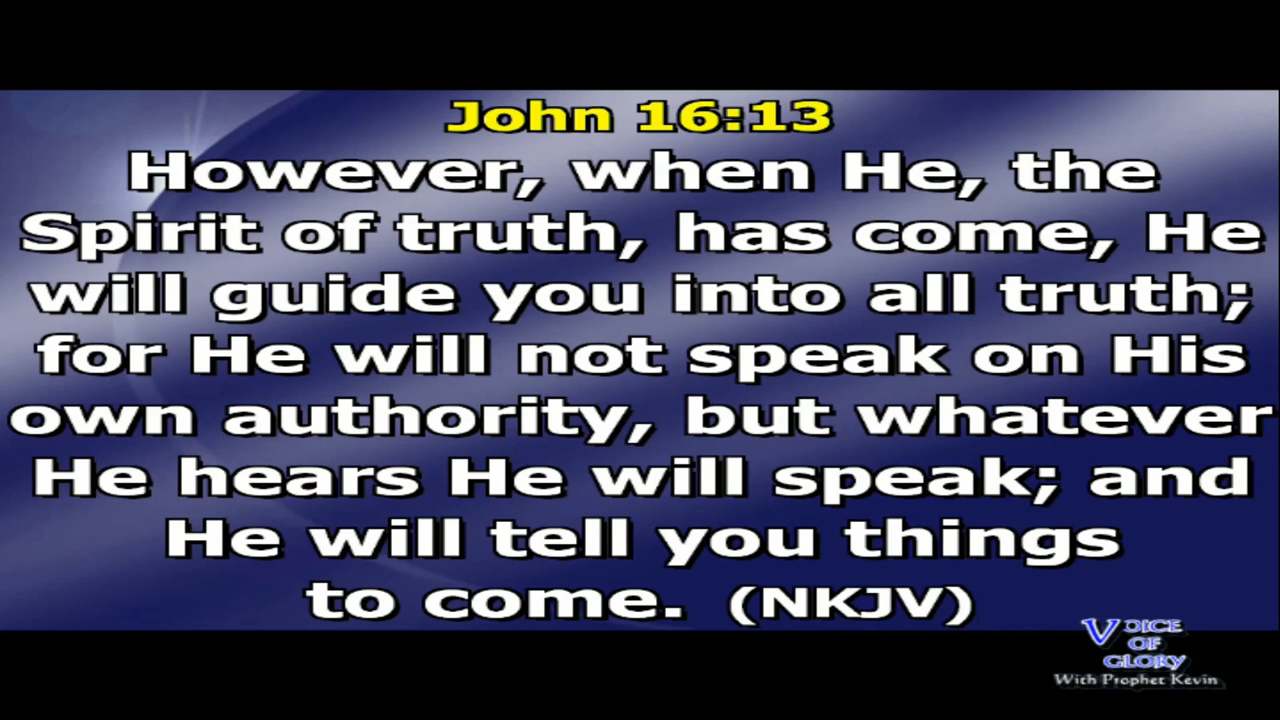 John 16:13
However, when He, the
Spirit of truth, has come, He
will guide you into all truth;
for He will not speak on His
own authority, but whatever
He hears He will speak; and
He will tell you things
to come. (NKJV)
VOICE
OF
GLORY
With Prophet Kevin